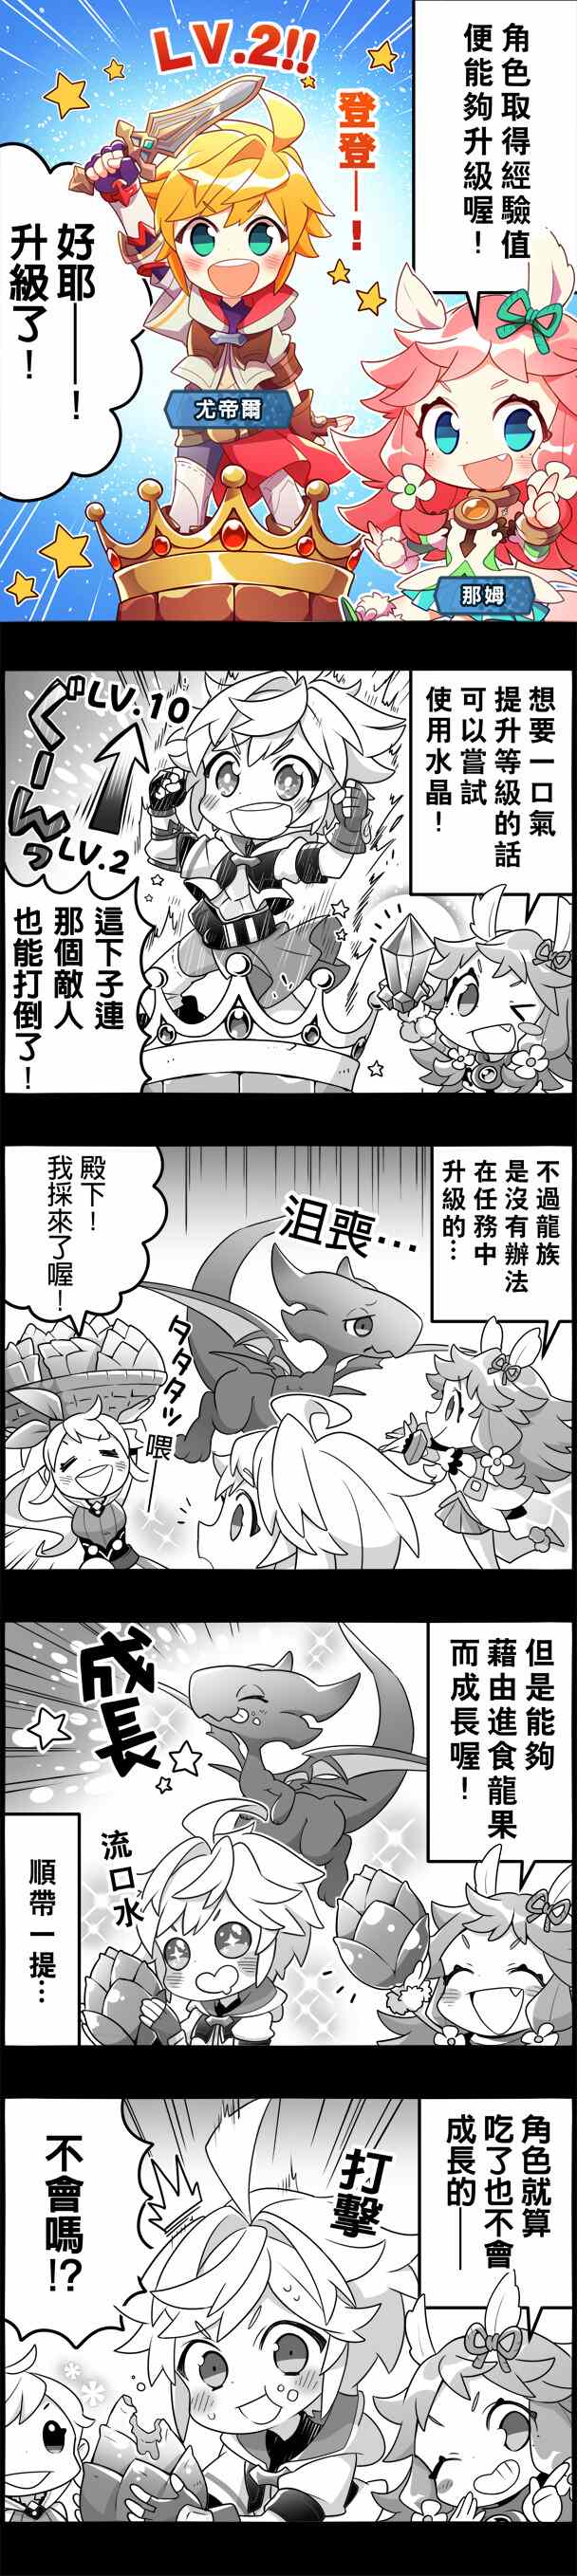 角色取得經驗值
便能夠升級喔！
LV.2!!
登登——！
好耶——！
升級了！
尤帝爾
那姆
想要一口氣
提升等級的話
可以嘗試
使用水晶！
LV.10
LV.2
ぐーんっ
這下子連
那個敵人
也能打倒了！
不過龍族
是沒有辦法
在任務中
升級的…
沮喪…
殿下！
我採來了喔！
タタタッ
喂——
但是能夠
藉由進食龍果
而成長喔！
成長
流口水
順帶一提…
角色就算
吃了也不會
成長的——
打擊
不會嗎!?